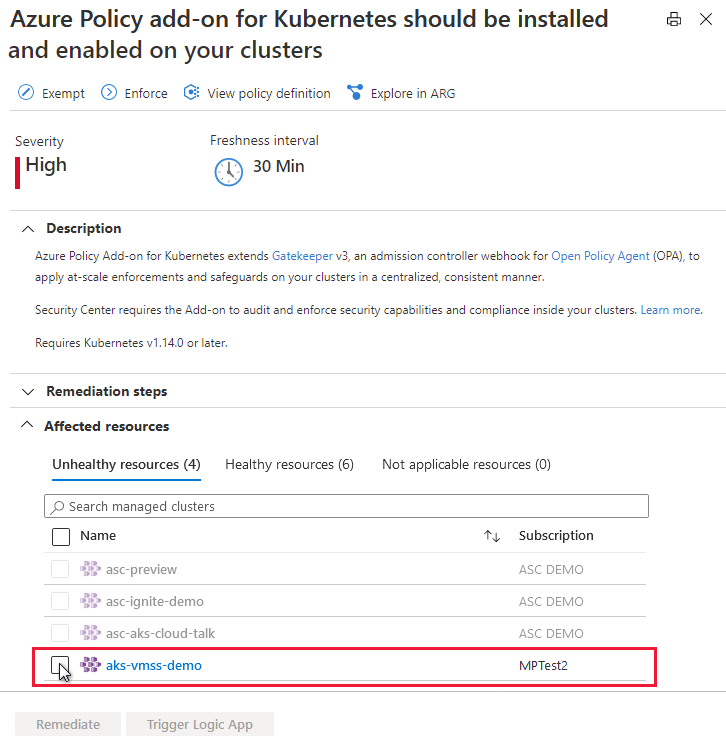 Azure Policy add-on for Kubernetes should be installed
and enabled on your clusters
Exempt Enforce View policy definition Explore in ARG
Severity Freshness interval
High 30 Min
Description
Azure Policy Add-on for Kubernetes extends Gatekeeper v3, an admission controller webhook for Open Policy Agent (OPA), to
apply at-scale enforcements and safeguards on your clusters in a centralized, consistent manner.
Security Center requires the Add-on to audit and enforce security capabilities and compliance inside your clusters. Learn more.
Requires Kubernetes v1.14.0 or later.
Remediation steps
Affected resources
Unhealthy resources (4) Healthy resources (6) Not applicable resources (0)
Search managed clusters
Name Subscription
asc-preview ASC DEMO
asc-ignite-demo ASC DEMO
asc-aks-cloud-talk ASC DEMO
aks-vmss-demo MPTest2
Remediate Trigger Logic App